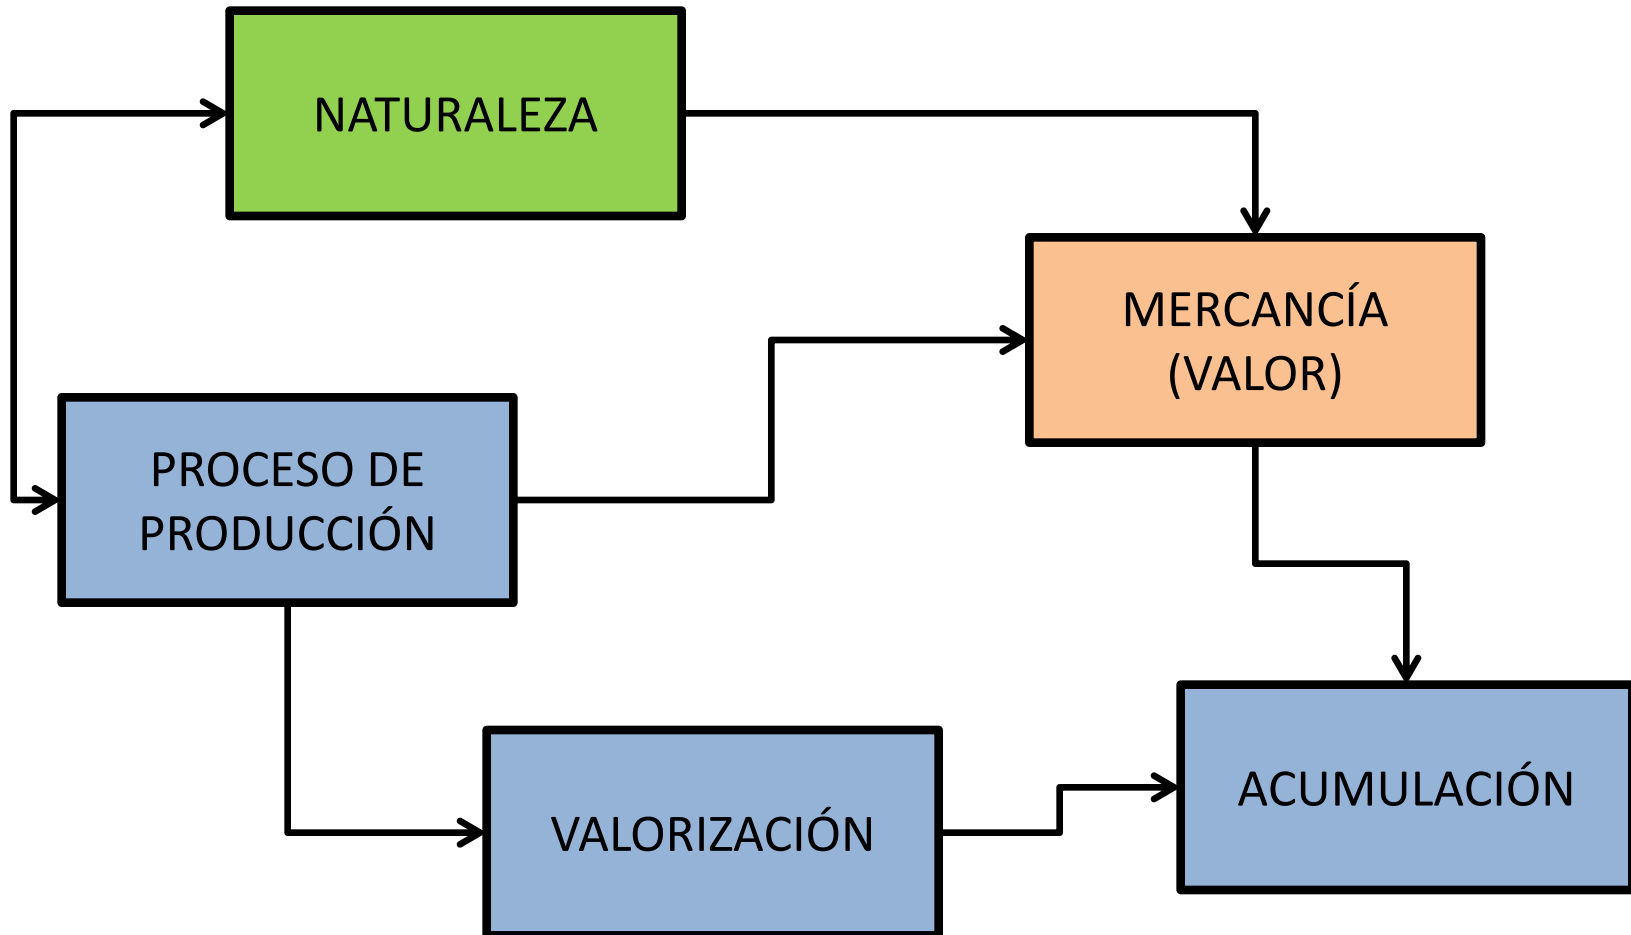 NATURALEZA
MERCANCÍA
(VALOR)
PROCESO DE
PRODUCCIÓN
VALORIZACIÓN
ACUMULACIÓN